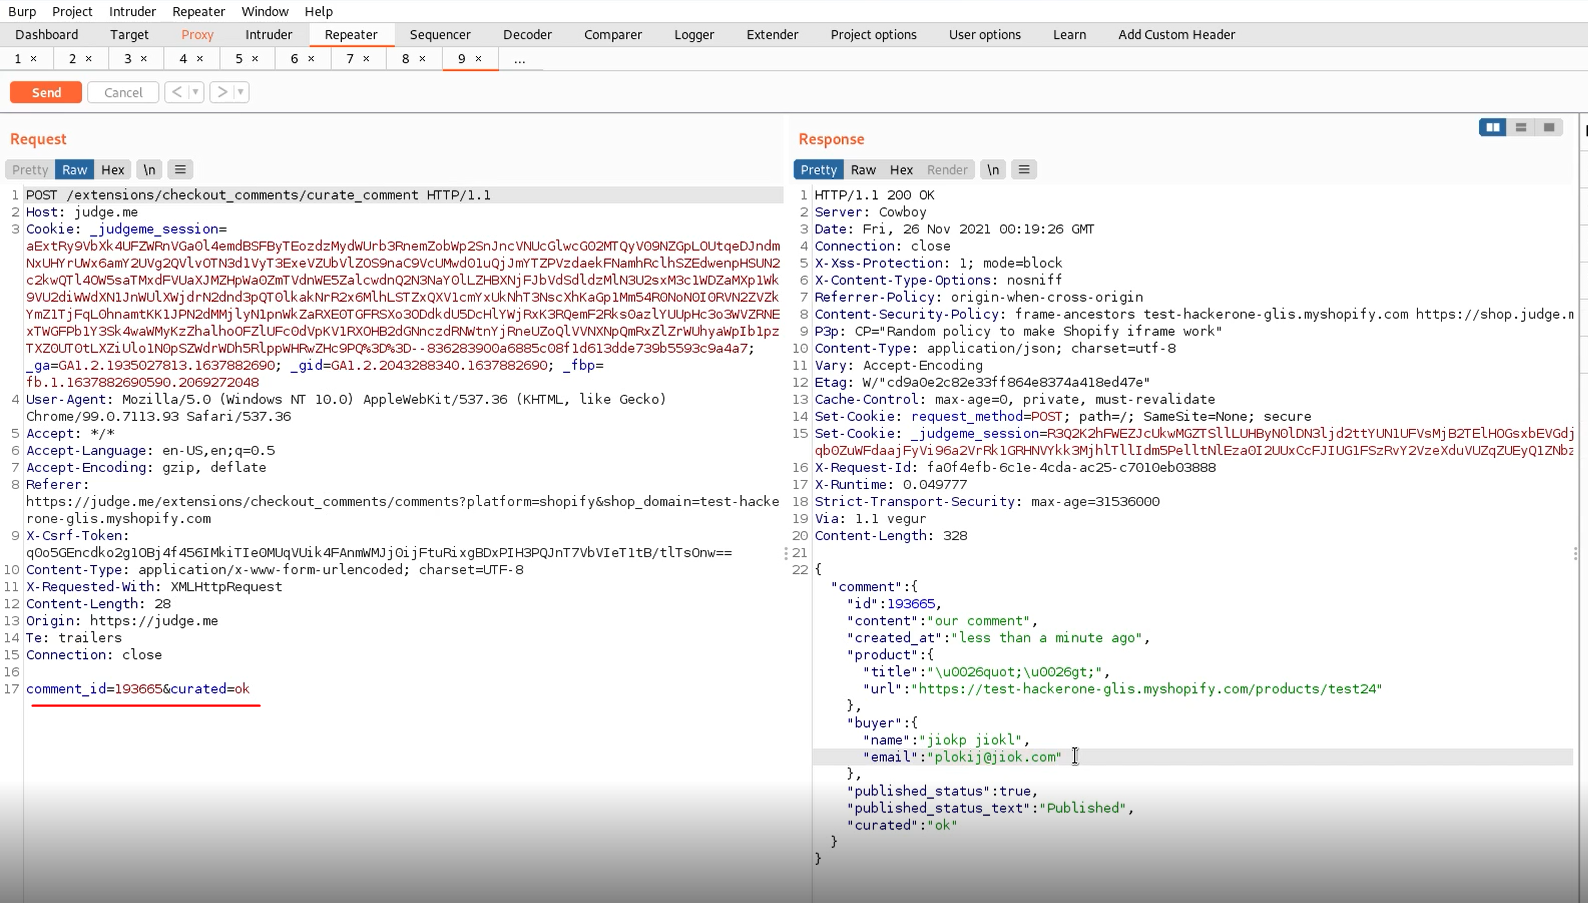 Burp Project Intruder Repeater Window Help
Dashboard Target Proxy Intruder Repeater Sequencer Decoder Comparer Logger Extender Project options User options Learn Add Custom Header
1 × 2 × 3 × 4 × 5 × 6 × 7 × 8 × 9 × ...
Send Cancel < >
Request
Pretty Raw Hex \n
1 POST /extensions/checkout_comments/curate_comment HTTP/1.1
2 Host: judge.me
3 Cookie: _judgeme_session=
_ga=GA1.2.1935027813.1637882690; _gid=GA1.2.2043288340.1637882690; _fbp=
fb.1.1637882690590.2069272048
4 User-Agent: Mozilla/5.0 (Windows NT 10.0) AppleWebKit/537.36 (KHTML, like Gecko)
Chrome/99.0.7113.93 Safari/537.36
5 Accept: */*
6 Accept-Language: en-US,en;q=0.5
7 Accept-Encoding: gzip, deflate
8 Referer:
https://judge.me/extensions/checkout_comments/comments?platform=shopify&shop_domain=test-hacke
rone-glis.myshopify.com
9 X-Csrf-Token:
10 Content-Type: application/x-www-form-urlencoded; charset=UTF-8
11 X-Requested-With: XMLHttpRequest
12 Content-Length: 28
13 Origin: https://judge.me
14 Te: trailers
15 Connection: close
16
17 comment_id=193665&curated=ok
Response
Pretty Raw Hex Render \n
1 HTTP/1.1 200 OK
2 Server: Cowboy
3 Date: Fri, 26 Nov 2021 00:19:26 GMT
4 Connection: close
5 X-Xss-Protection: 1; mode=block
6 X-Content-Type-Options: nosniff
7 Referrer-Policy: origin-when-cross-origin
8 Content-Security-Policy: frame-ancestors test-hackerone-glis.myshopify.com https://shop.judge.m
9 P3p: CP="Random policy to make Shopify iframe work"
10 Content-Type: application/json; charset=utf-8
11 Vary: Accept-Encoding
12 Etag: W/"cd9a0e2c82e33ff864e8374a418ed47e"
13 Cache-Control: max-age=0, private, must-revalidate
14 Set-Cookie: request_method=POST; path=/; SameSite=None; secure
15 Set-Cookie: _judgeme_session=
16 X-Request-Id: fa0f4efb-6c1e-4cda-ac25-c7010eb03888
17 X-Runtime: 0.049777
18 Strict-Transport-Security: max-age=31536000
19 Via: 1.1 vegur
20 Content-Length: 328
21
22 {
"comment":{
"id":193665,
"content":"our comment",
"created_at":"less than a minute ago",
"product":{
"title":"\u0026quot;\u0026gt;",
"url":"https://test-hackerone-glis.myshopify.com/products/test24"
},
"buyer":{
"name":"jiokp jiokl",
"email":"plokij@jiok.com"
},
"published_status":true,
"published_status_text":"Published",
"curated":"ok"
}
}